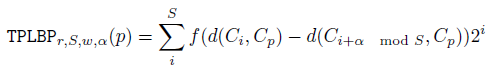 TPLBP_{r,S,w,α}(p) = \sum_{i}^{S} f(d(C_i, C_p) − d(C_{i+α \mod S}, C_p))2^i